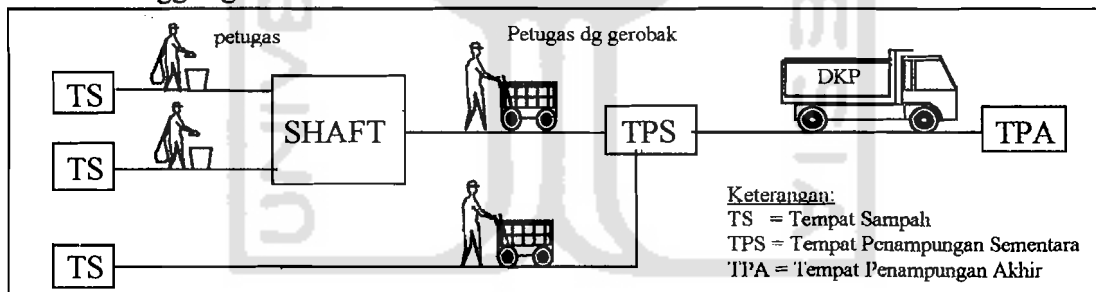 petugas
Petugas dg gerobak
DKP
TS
SHAFT
TPS
TPA
TS
TS
Keterangan:
TS = Tempat Sampah
TPS = Tempat Penampungan Sementara
TPA = Tempat Penampungan Akhir